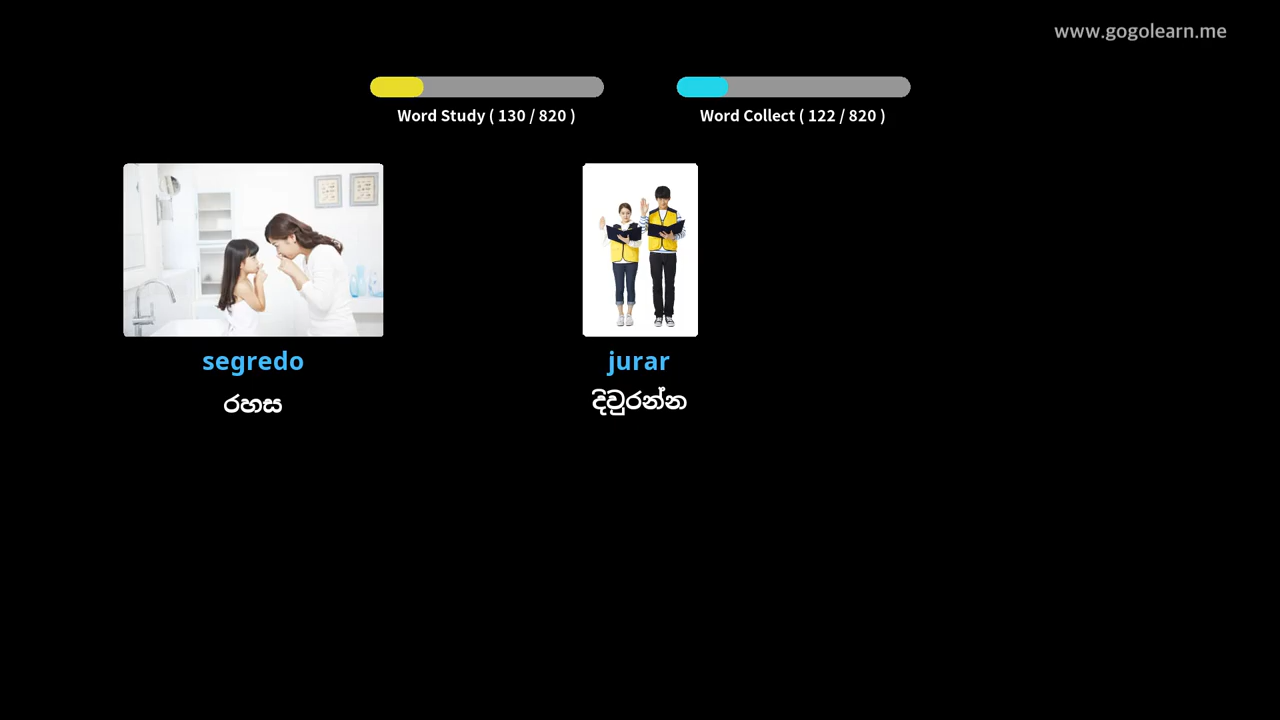 www.gogolearn.me
Word Study ( 130 / 820 )
Word Collect ( 122 / 820 )
segredo
රහස
jurar
දිවුරන්න